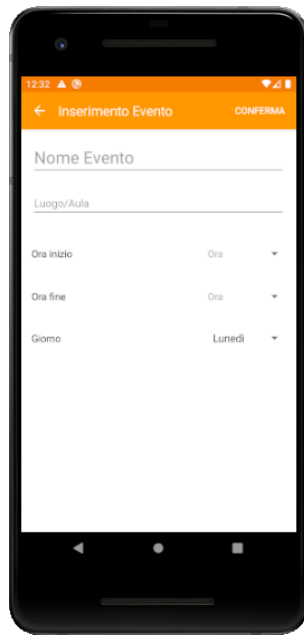 12:32
Inserimento Evento CONFERMA
Nome Evento
Luogo/Aula
Ora inizio Ora
Ora fine Ora
Giorno Lunedì